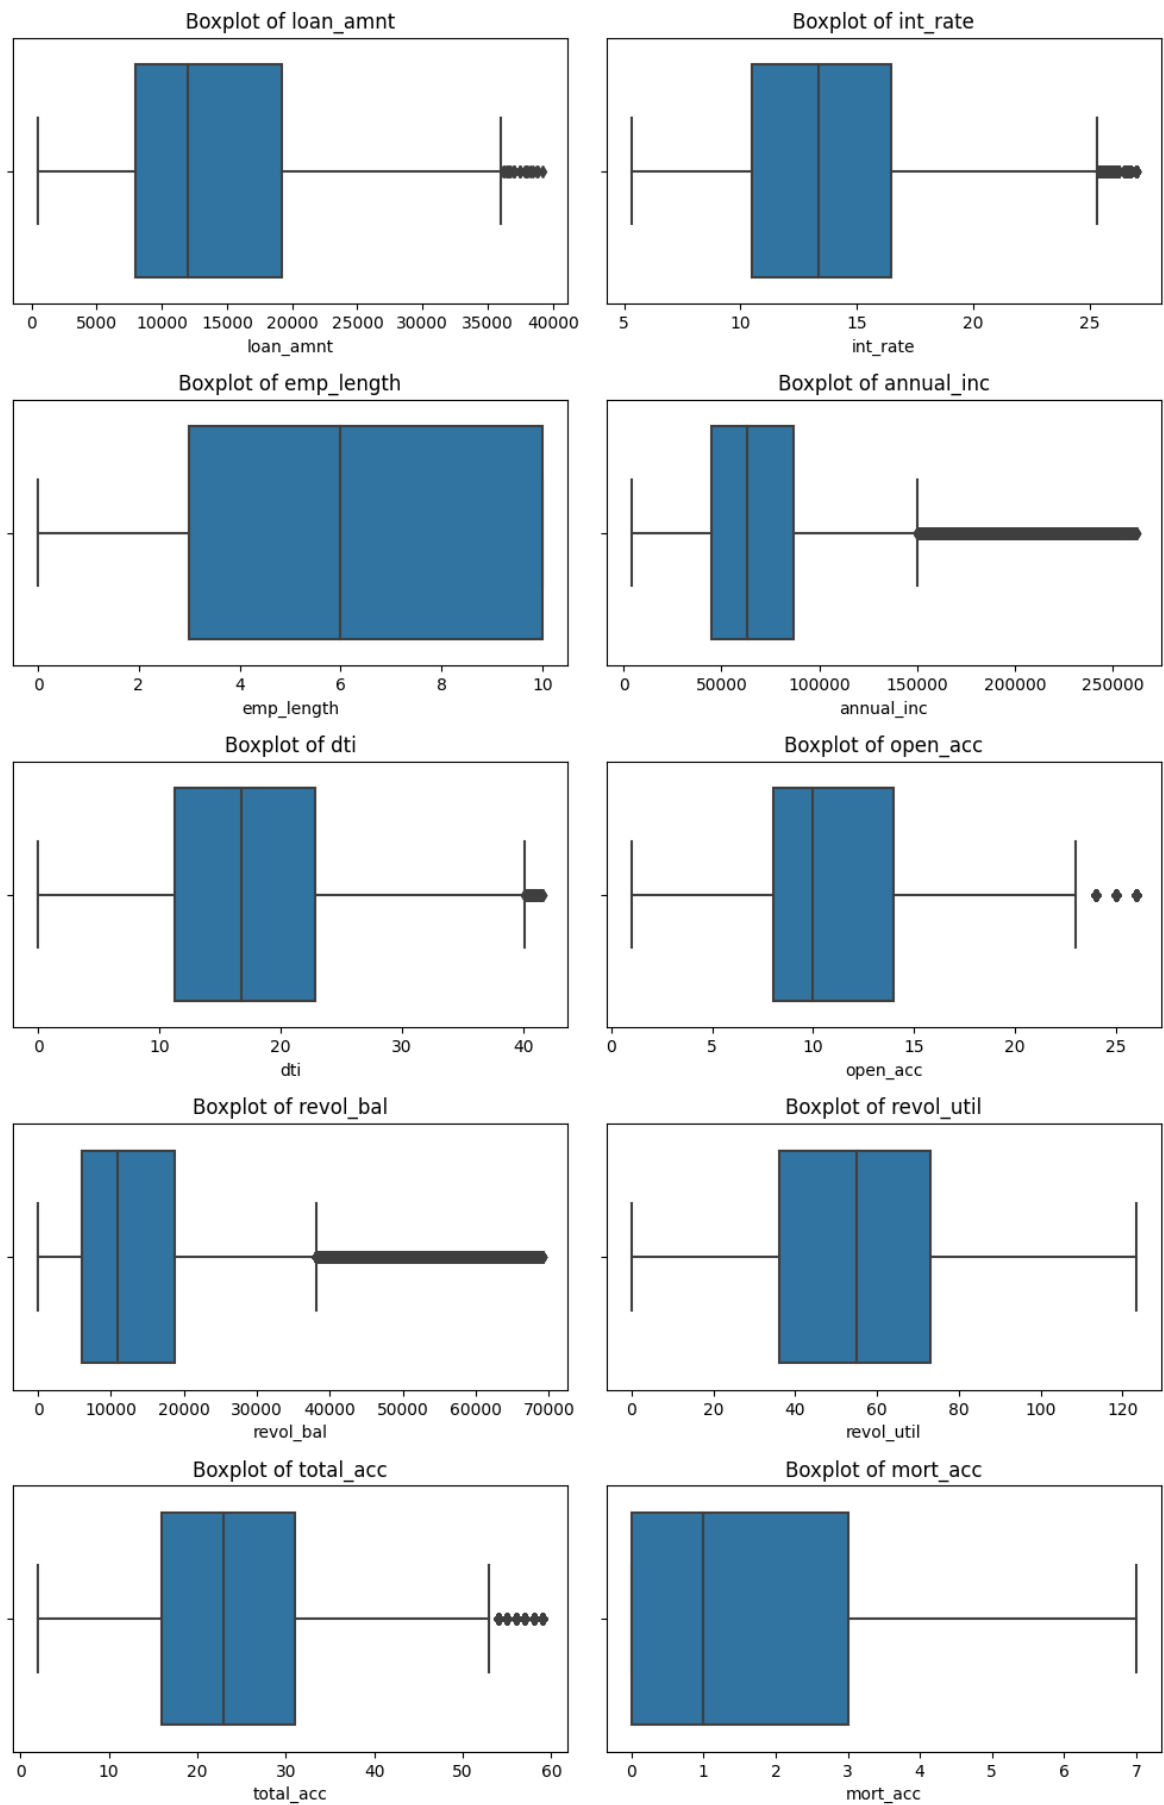 Boxplot of loan_amnt
0 5000 10000 15000 20000 25000 30000 35000 40000
loan_amnt
Boxplot of int_rate
5 10 15 20 25
int_rate
Boxplot of emp_length
0 2 4 6 8 10
emp_length
Boxplot of annual_inc
0 50000 100000 150000 200000 250000
annual_inc
Boxplot of dti
0 10 20 30 40
dti
Boxplot of open_acc
0 5 10 15 20 25
open_acc
Boxplot of revol_bal
0 10000 20000 30000 40000 50000 60000 70000
revol_bal
Boxplot of revol_util
0 20 40 60 80 100 120
revol_util
Boxplot of total_acc
0 10 20 30 40 50 60
total_acc
Boxplot of mort_acc
0 1 2 3 4 5 6 7
mort_acc